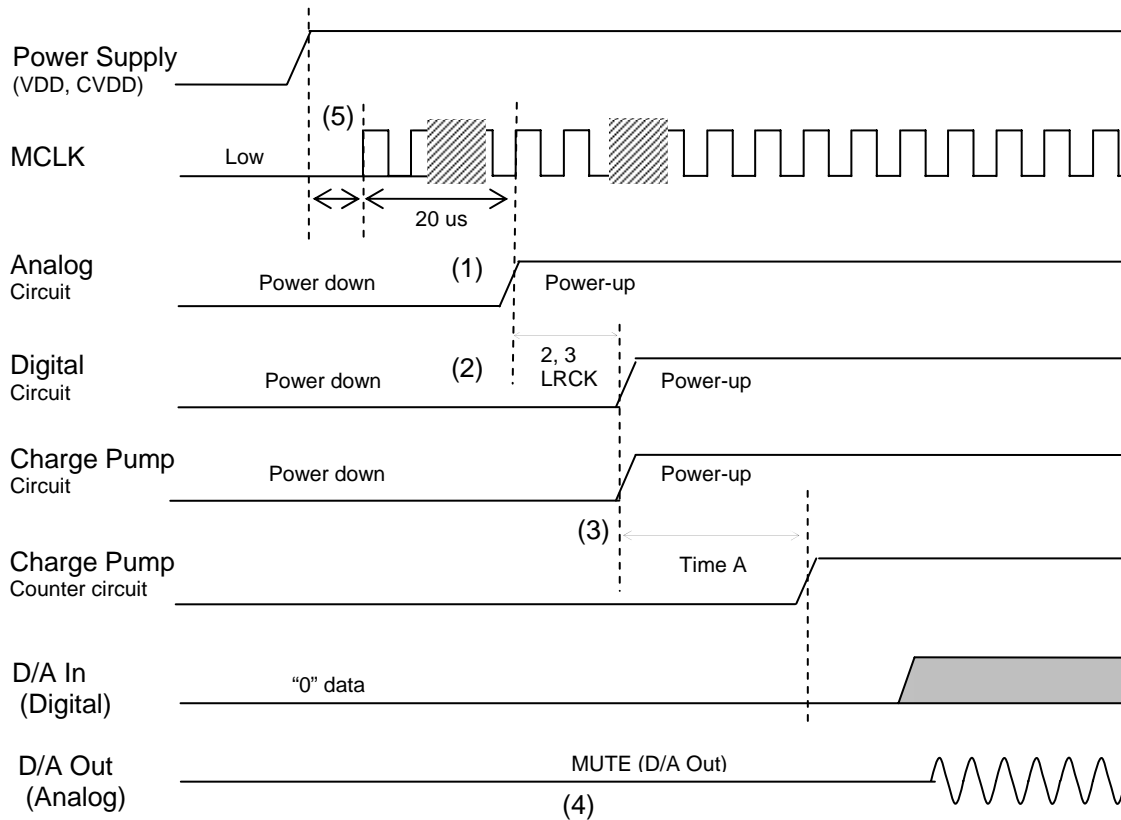 Power Supply
(VDD, CVDD)
(5)
MCLK
Low
20 us
Analog
Circuit
Power down
(1)
Power-up
Digital
Circuit
Power down
(2)
2, 3
LRCK
Power-up
Charge Pump
Circuit
Power down
Power-up
(3)
Time A
Charge Pump
Counter circuit
D/A In
(Digital)
“0” data
D/A Out
(Analog)
MUTE (D/A Out)
(4)